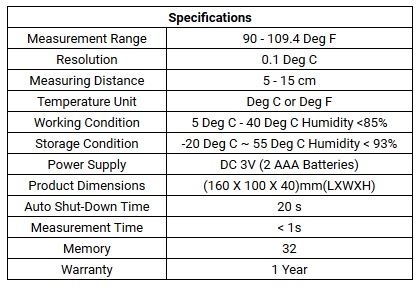 Specifications
Measurement Range 90 - 109.4 Deg F
Resolution 0.1 Deg C
Measuring Distance 5 - 15 cm
Temperature Unit Deg C or Deg F
Working Condition 5 Deg C - 40 Deg C Humidity <85%
Storage Condition -20 Deg C ~ 55 Deg C Humidity < 93%
Power Supply DC 3V (2 AAA Batteries)
Product Dimensions (160 X 100 X 40)mm(LXWXH)
Auto Shut-Down Time 20 s
Measurement Time < 1s
Memory 32
Warranty 1 Year